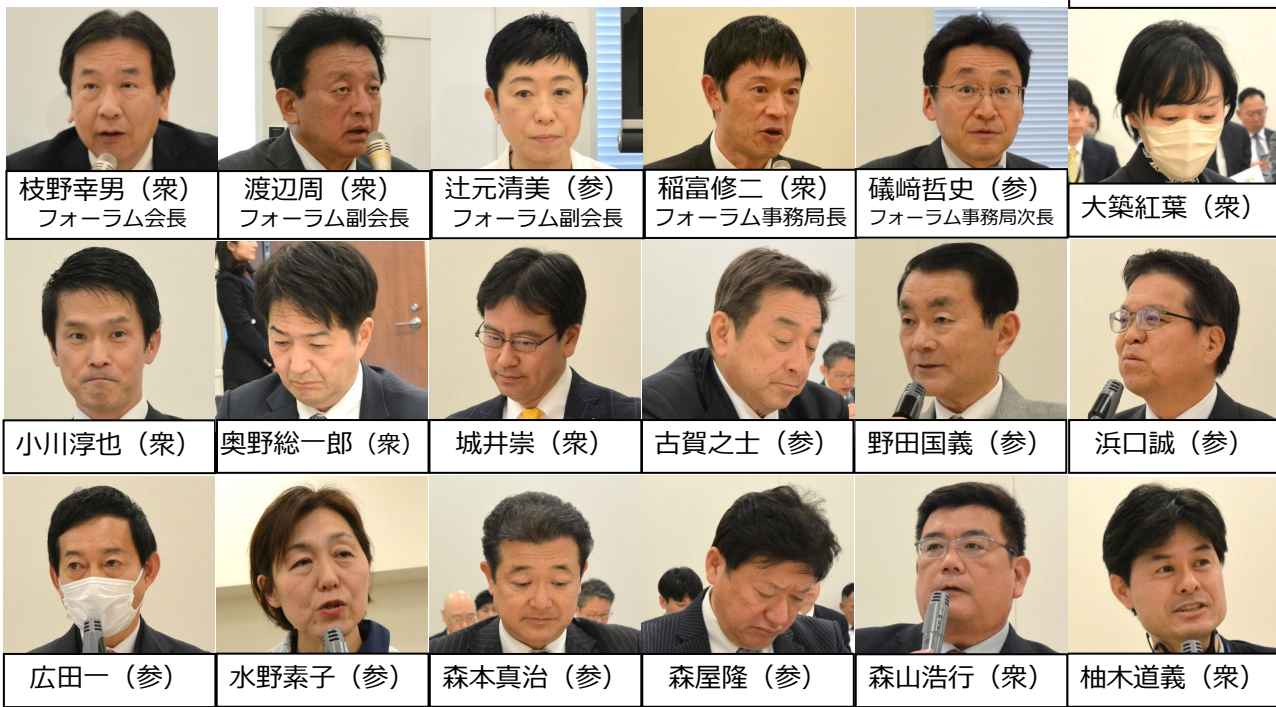 枝野幸男（衆）
フォーラム会長
渡辺周（衆）
フォーラム副会長
辻元清美（参）
フォーラム副会長
稲富修二（衆）
フォーラム事務局長
礒﨑哲史（参）
フォーラム事務局次長
大築紅葉（衆）
小川淳也（衆）
奥野総一郎（衆）
城井崇（衆）
古賀之士（参）
野田国義（参）
浜口誠（参）
広田一（参）
水野素子（参）
森本真治（参）
森屋隆（参）
森山浩行（衆）
柚木道義（衆）